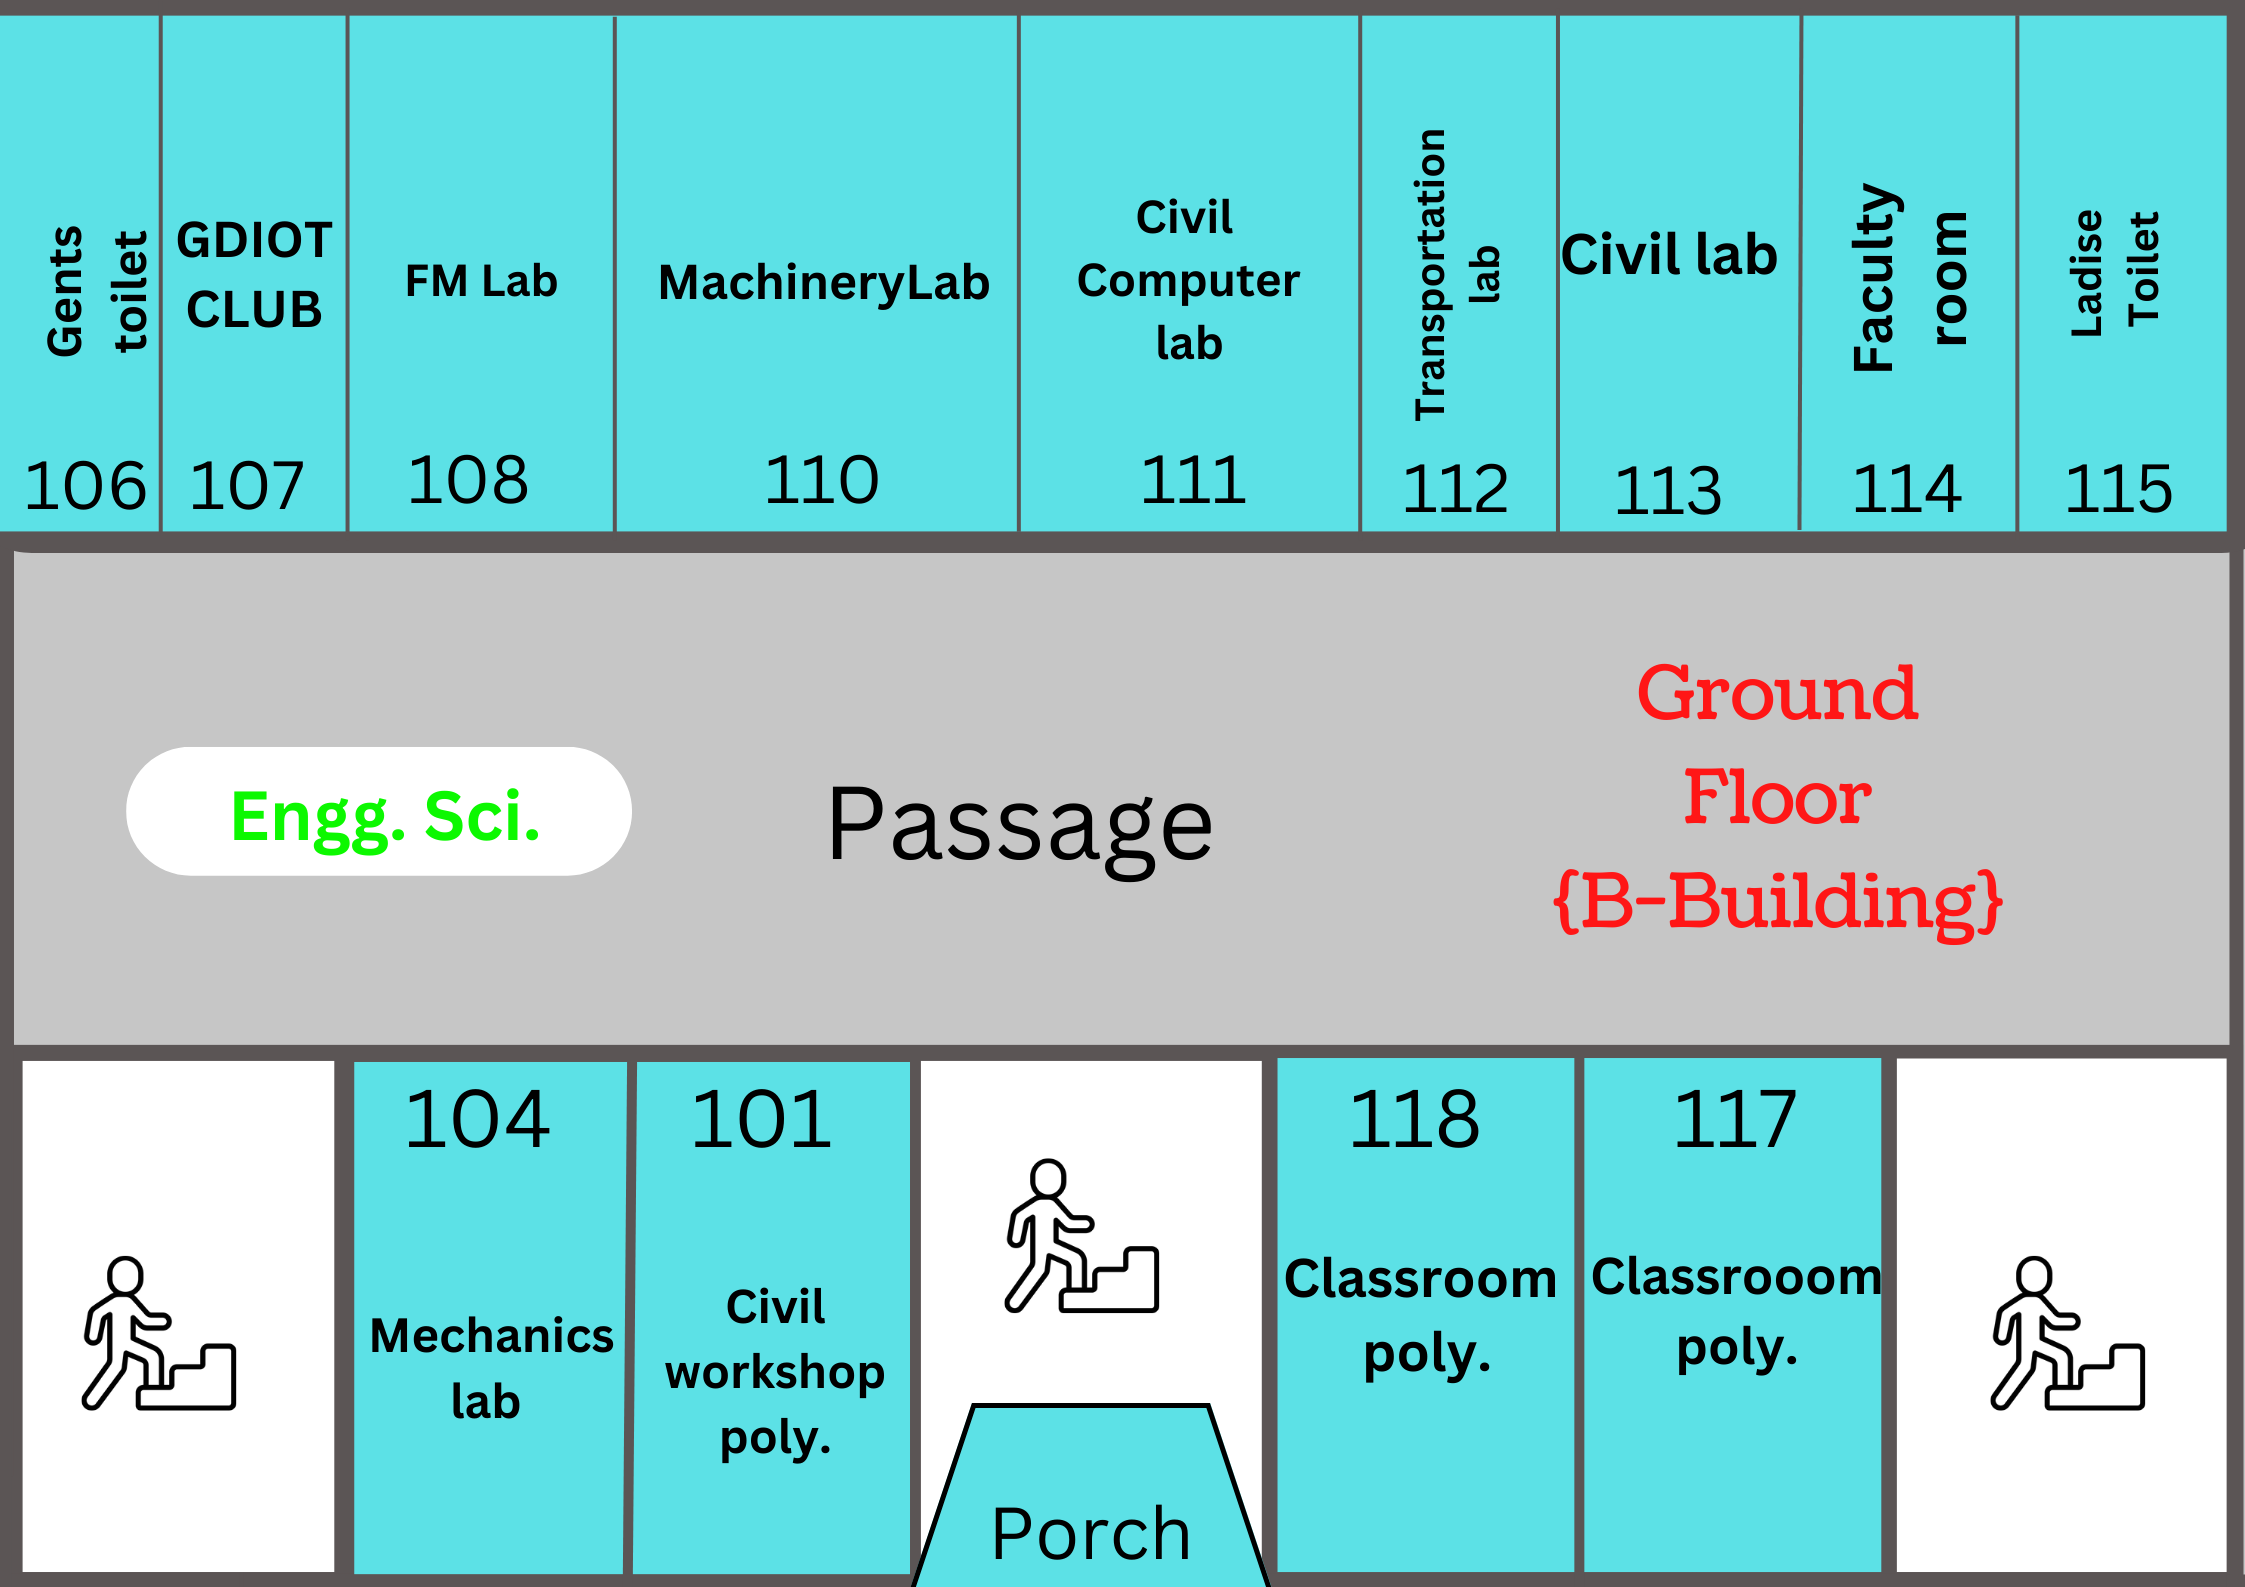 Gents
toilet
106
GDIOT
CLUB
107
FM Lab
108
MachineryLab
110
Civil
Computer
lab
111
Transportation
lab
112
Civil lab
113
Faculty
room
114
Ladise
Toilet
115
Engg. Sci.
Passage
Ground
Floor
{B-Building}
104
Mechanics
lab
101
Civil
workshop
poly.
Porch
118
Classroom
poly.
117
Classrooom
poly.